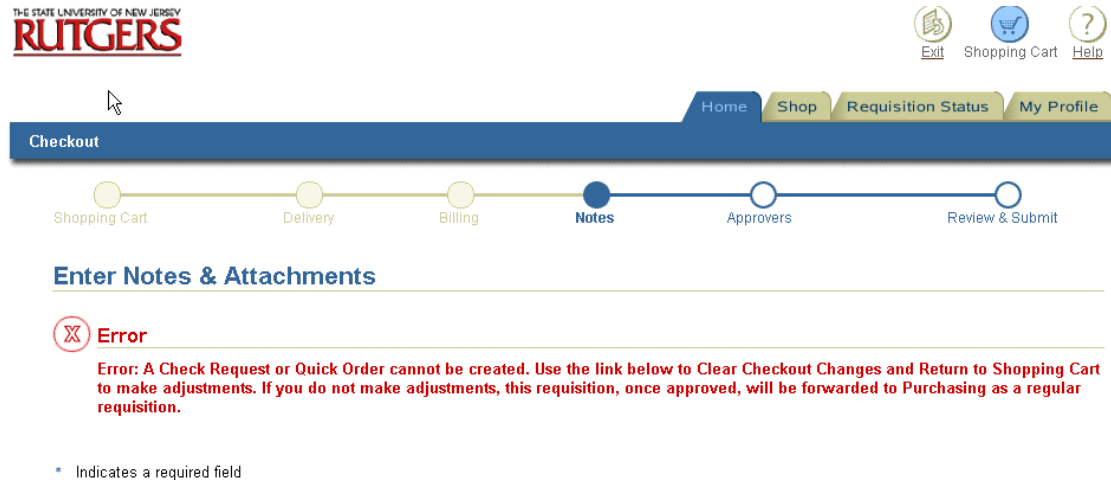 THE STATE UNIVERSITY OF NEW JERSEY
RUTGERS
Exit Shopping Cart Help
Home Shop Requisition Status My Profile
Checkout
Shopping Cart Delivery Billing Notes Approvers Review & Submit
Enter Notes & Attachments
X Error
Error: A Check Request or Quick Order cannot be created. Use the link below to Clear Checkout Changes and Return to Shopping Cart
to make adjustments. If you do not make adjustments, this requisition, once approved, will be forwarded to Purchasing as a regular
requisition.
* Indicates a required field